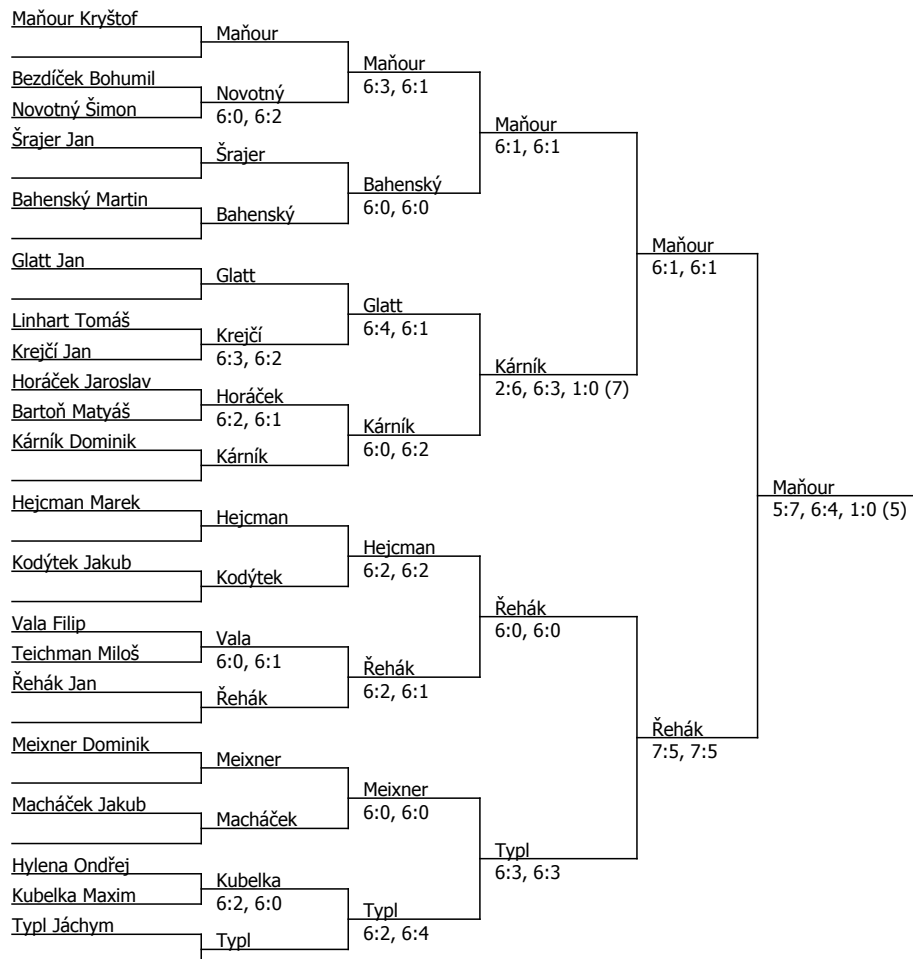 Maňour Kryštof
Maňour
Maňour
6:3, 6:1
Bezdíček Bohumil
Novotný Šimon
Novotný
6:0, 6:2
Maňour
6:1, 6:1
Šrajer Jan
Šrajer
Bahenský
6:0, 6:0
Bahenský Martin
Bahenský
Maňour
6:1, 6:1
Glatt Jan
Glatt
Glatt
6:4, 6:1
Linhart Tomáš
Krejčí Jan
Krejčí
6:3, 6:2
Kárník
2:6, 6:3, 1:0 (7)
Horáček Jaroslav
Bartoň Matyáš
Horáček
6:2, 6:1
Kárník
6:0, 6:2
Kárník Dominik
Kárník
Maňour
5:7, 6:4, 1:0 (5)
Hejcman Marek
Hejcman
Hejcman
6:2, 6:2
Kodýtek Jakub
Kodýtek
Řehák
6:0, 6:0
Vala Filip
Teichman Miloš
Vala
6:0, 6:1
Řehák
6:2, 6:1
Řehák Jan
Řehák
Řehák
7:5, 7:5
Meixner Dominik
Meixner
Meixner
6:0, 6:0
Macháček Jakub
Macháček
Typl
6:3, 6:3
Hylena Ondřej
Kubelka Maxim
Kubelka
6:2, 6:0
Typl
6:2, 6:4
Typl Jáchym
Typl